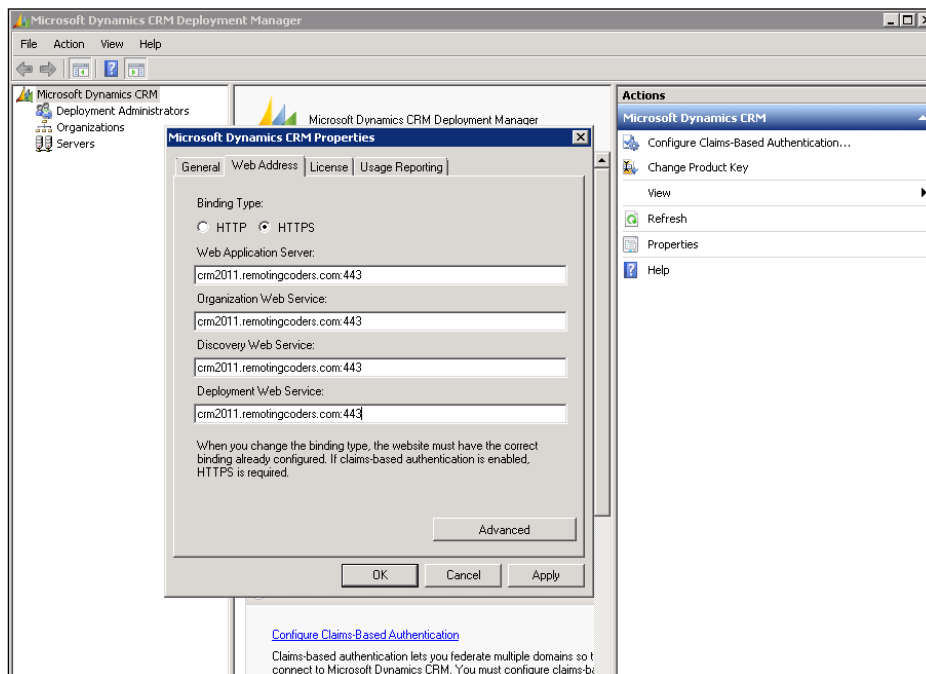 Microsoft Dynamics CRM Deployment Manager
File Action View Help
Microsoft Dynamics CRM
Deployment Administrators
Organizations
Servers
Microsoft Dynamics CRM Deployment Manager
Microsoft Dynamics CRM Properties
General Web Address License Usage Reporting
Binding Type:
HTTP HTTPS
Web Application Server:
crm2011.remotingcoders.com:443
Organization Web Service:
crm2011.remotingcoders.com:443
Discovery Web Service:
crm2011.remotingcoders.com:443
Deployment Web Service:
crm2011.remotingcoders.com:443
When you change the binding type, the website must have the correct
binding already configured. If claims-based authentication is enabled,
HTTPS is required.
Advanced
OK Cancel Apply
Configure Claims-Based Authentication
Claims-based authentication lets you federate multiple domains so t
connect to Microsoft Dynamics CRM. You must configure claims-ba
Actions
Microsoft Dynamics CRM
Configure Claims-Based Authentication...
Change Product Key
View
Refresh
Properties
Help